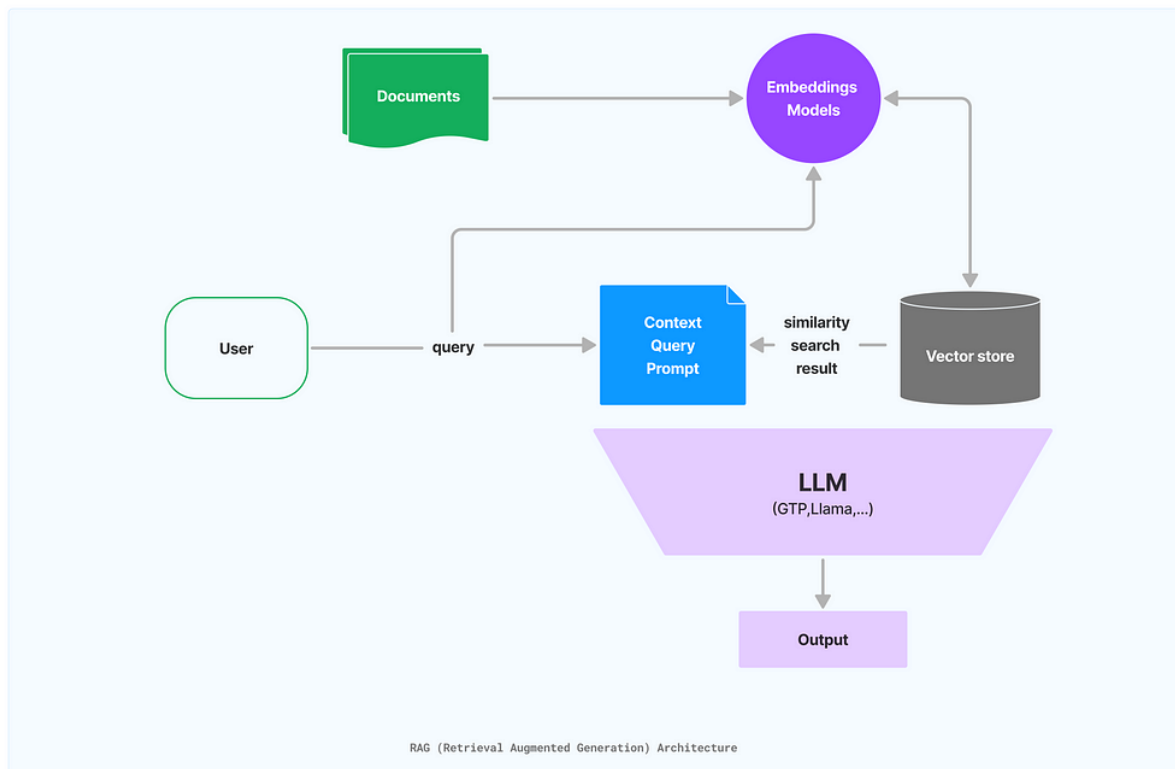 Documents
Embeddings
Models
User
query
Context
Query
Prompt
similarity
search
result
Vector store
LLM
(GTP,Llama,...)
Output
RAG (Retrieval Augmented Generation) Architecture